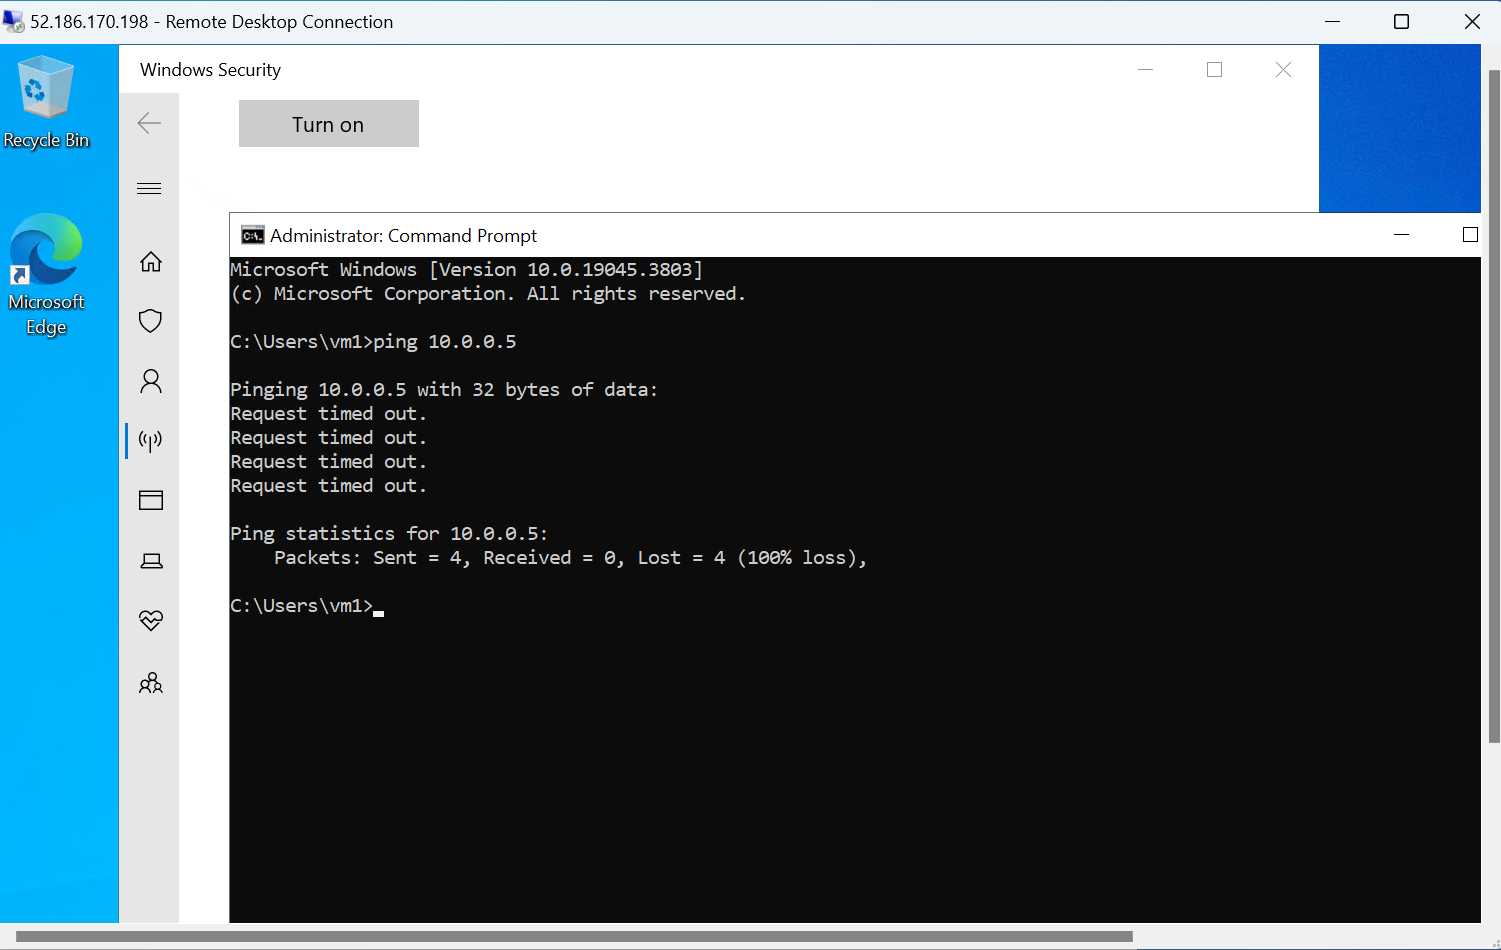 52.186.170.198 - Remote Desktop Connection
Recycle Bin
Microsoft
Edge
Windows Security
Turn on
Administrator: Command Prompt
Microsoft Windows [Version 10.0.19045.3803]
(c) Microsoft Corporation. All rights reserved.
C:\Users\vm1>ping 10.0.0.5
Pinging 10.0.0.5 with 32 bytes of data:
Request timed out.
Request timed out.
Request timed out.
Request timed out.
Ping statistics for 10.0.0.5:
    Packets: Sent = 4, Received = 0, Lost = 4 (100% loss),
C:\Users\vm1>